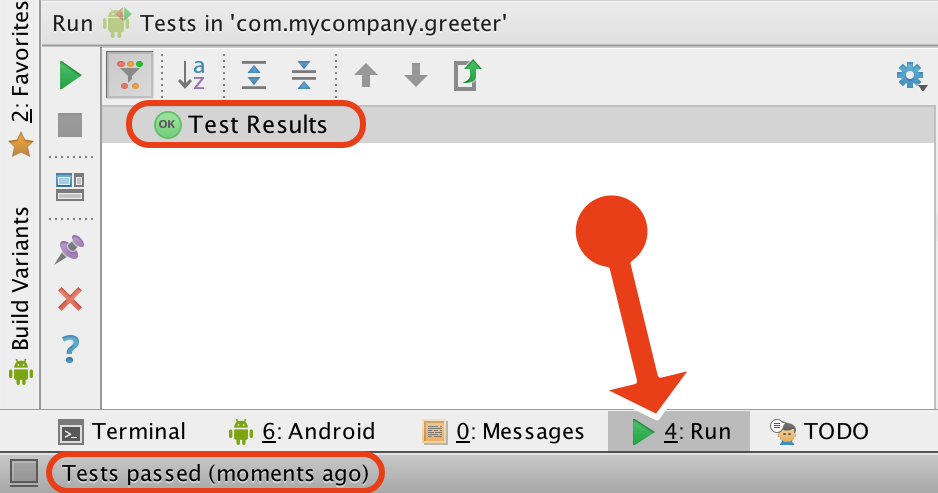 Run Tests in 'com.mycompany.greeter'
2: Favorites
a
z
OK Test Results
Build Variants
?
Terminal 6: Android 0: Messages 4: Run TODO
Tests passed (moments ago)